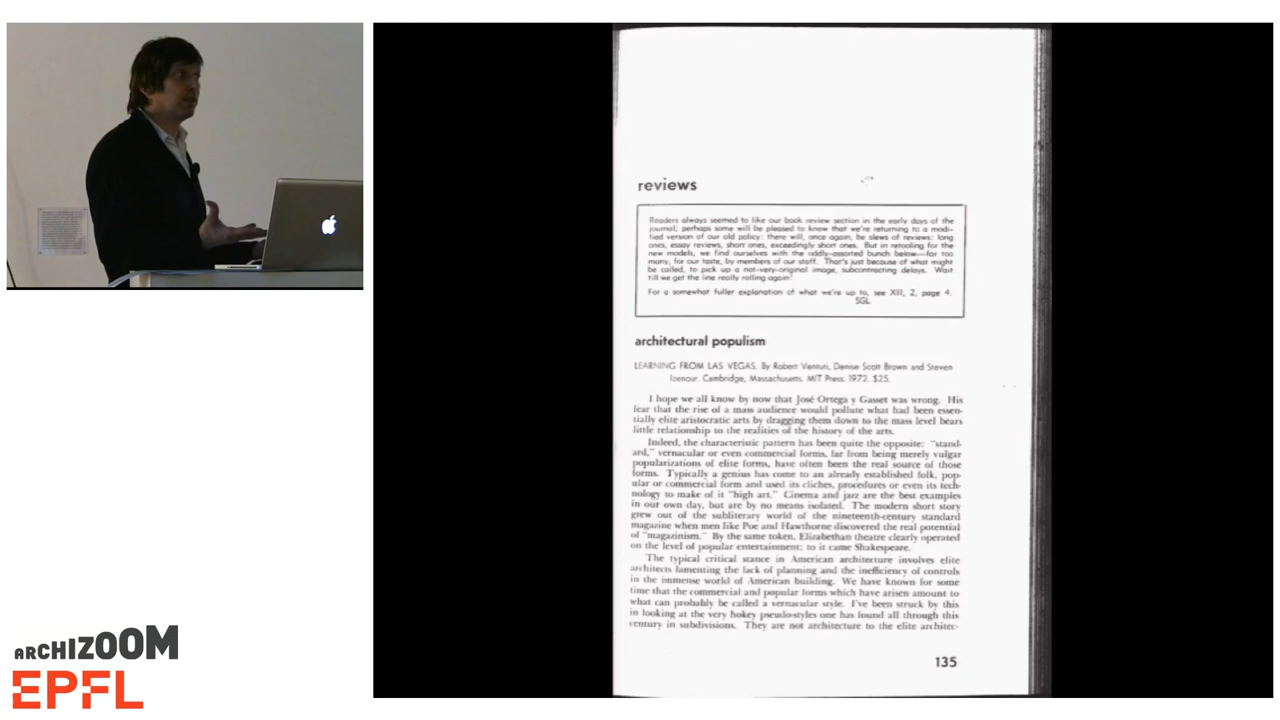 reviews
Readers always seemed to like our book review section in the early days of the
journal; perhaps some will be pleased to know that we're returning to a modi-
fied version of our old policy: there will, once again, be slews of reviews: long
ones, essay reviews, short ones, exceedingly short ones. But in retooling for the
new models, we find ourselves with the oddly-assorted bunch below—far too
many, for our taste, by members of our staff. That's just because of what might
be called, to pick up a not-very-original image, subcontracting delays. Wait
till we get the line really rolling again!
For a somewhat fuller explanation of what we're up to, see XIII, 2, page 4.
SGL
architectural populism
LEARNING FROM LAS VEGAS. By Robert Venturi, Denise Scott Brown and Steven
Izenour. Cambridge, Massachusetts. MIT Press. 1972. $25.
I hope we all know by now that José Ortega y Gasset was wrong. His
fear that the rise of a mass audience would pollute what had been essen-
tially elite aristocratic arts by dragging them down to the mass level bears
little relationship to the realities of the history of the arts.
Indeed, the characteristic pattern has been quite the opposite: "stand-
ard," vernacular or even commercial forms, far from being merely vulgar
popularizations of elite forms, have often been the real source of those
forms. Typically a genius has come to an already established folk, pop-
ular or commercial form and used its cliches, procedures or even its tech-
nology to make of it "high art." Cinema and jazz are the best examples
in our own day, but are by no means isolated. The modern short story
grew out of the subliterary world of the nineteenth-century standard
magazine when men like Poe and Hawthorne discovered the real potential
of "magazinism." By the same token, Elizabethan theatre clearly operated
on the level of popular entertainment; to it came Shakespeare.
The typical critical stance in American architecture involves elite
architects lamenting the lack of planning and the inefficiency of controls
in the immense world of American building. We have known for some
time that the commercial and popular forms which have arisen amount to
what can probably be called a vernacular style. I've been struck by this
in looking at the very hokey pseudo-styles one has found all through this
century in subdivisions. They are not architecture to the elite architec-
135
ARCHIZOOM
EPFL